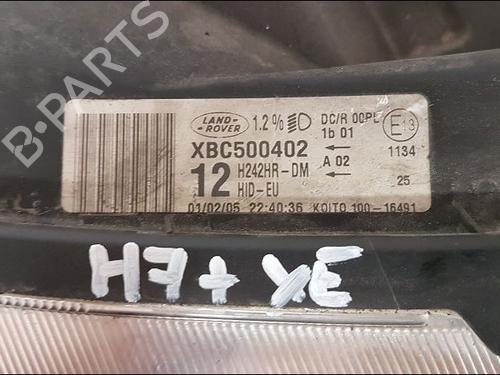 B-PARTS
LAND-ROVER 1.2% DC/R 00PL E13
1b 01
XBC500402 1134
12 H242HR-DM A 02
HID-EU 25
01/02/05 22:40:36 KOITO 100-16491
H7+XE